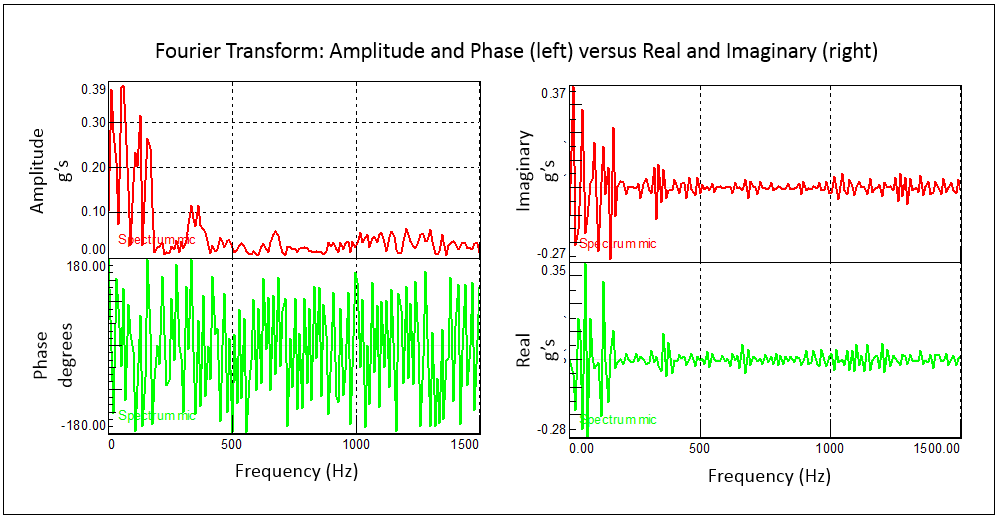 Fourier Transform: Amplitude and Phase (left) versus Real and Imaginary (right)
Amplitude
g's
0.39
0.30
0.20
0.10
0.00
Spectrum mic
Phase
degrees
180.00
-180.00
Spectrum mic
0
500
1000
1500
Frequency (Hz)
Imaginary
g's
0.37
-0.27
Spectrum mic
Real
g's
0.35
-0.28
Spectrum mic
0.00
500
1000
1500.00
Frequency (Hz)